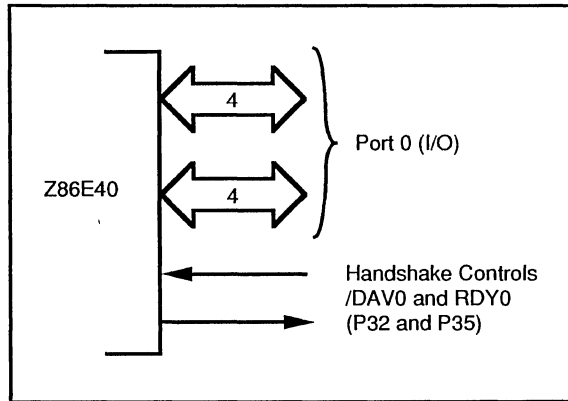 4
Port 0 (I/O)
Z86E40
4
Handshake Controls
/DAV0 and RDY0
(P32 and P35)